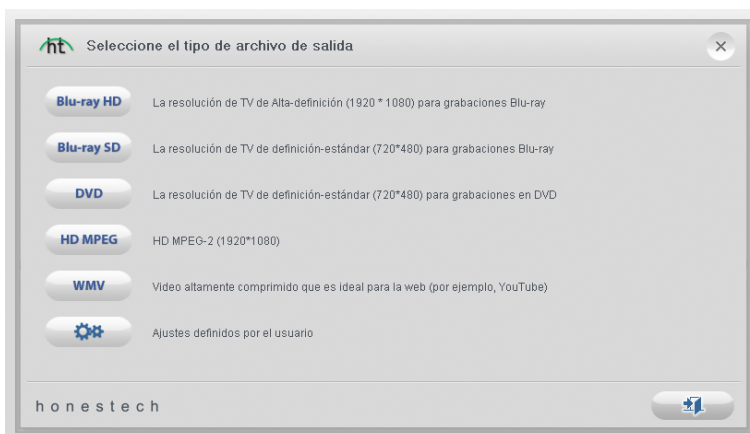 ht Seleccione el tipo de archivo de salida
Blu-ray HD La resolución de TV de Alta-definición (1920 * 1080) para grabaciones Blu-ray
Blu-ray SD La resolución de TV de definición-estándar (720*480) para grabaciones Blu-ray
DVD La resolución de TV de definición-estándar (720*480) para grabaciones en DVD
HD MPEG HD MPEG-2 (1920*1080)
WMV Video altamente comprimido que es ideal para la web (por ejemplo, YouTube)
Ajustes definidos por el usuario
honestech